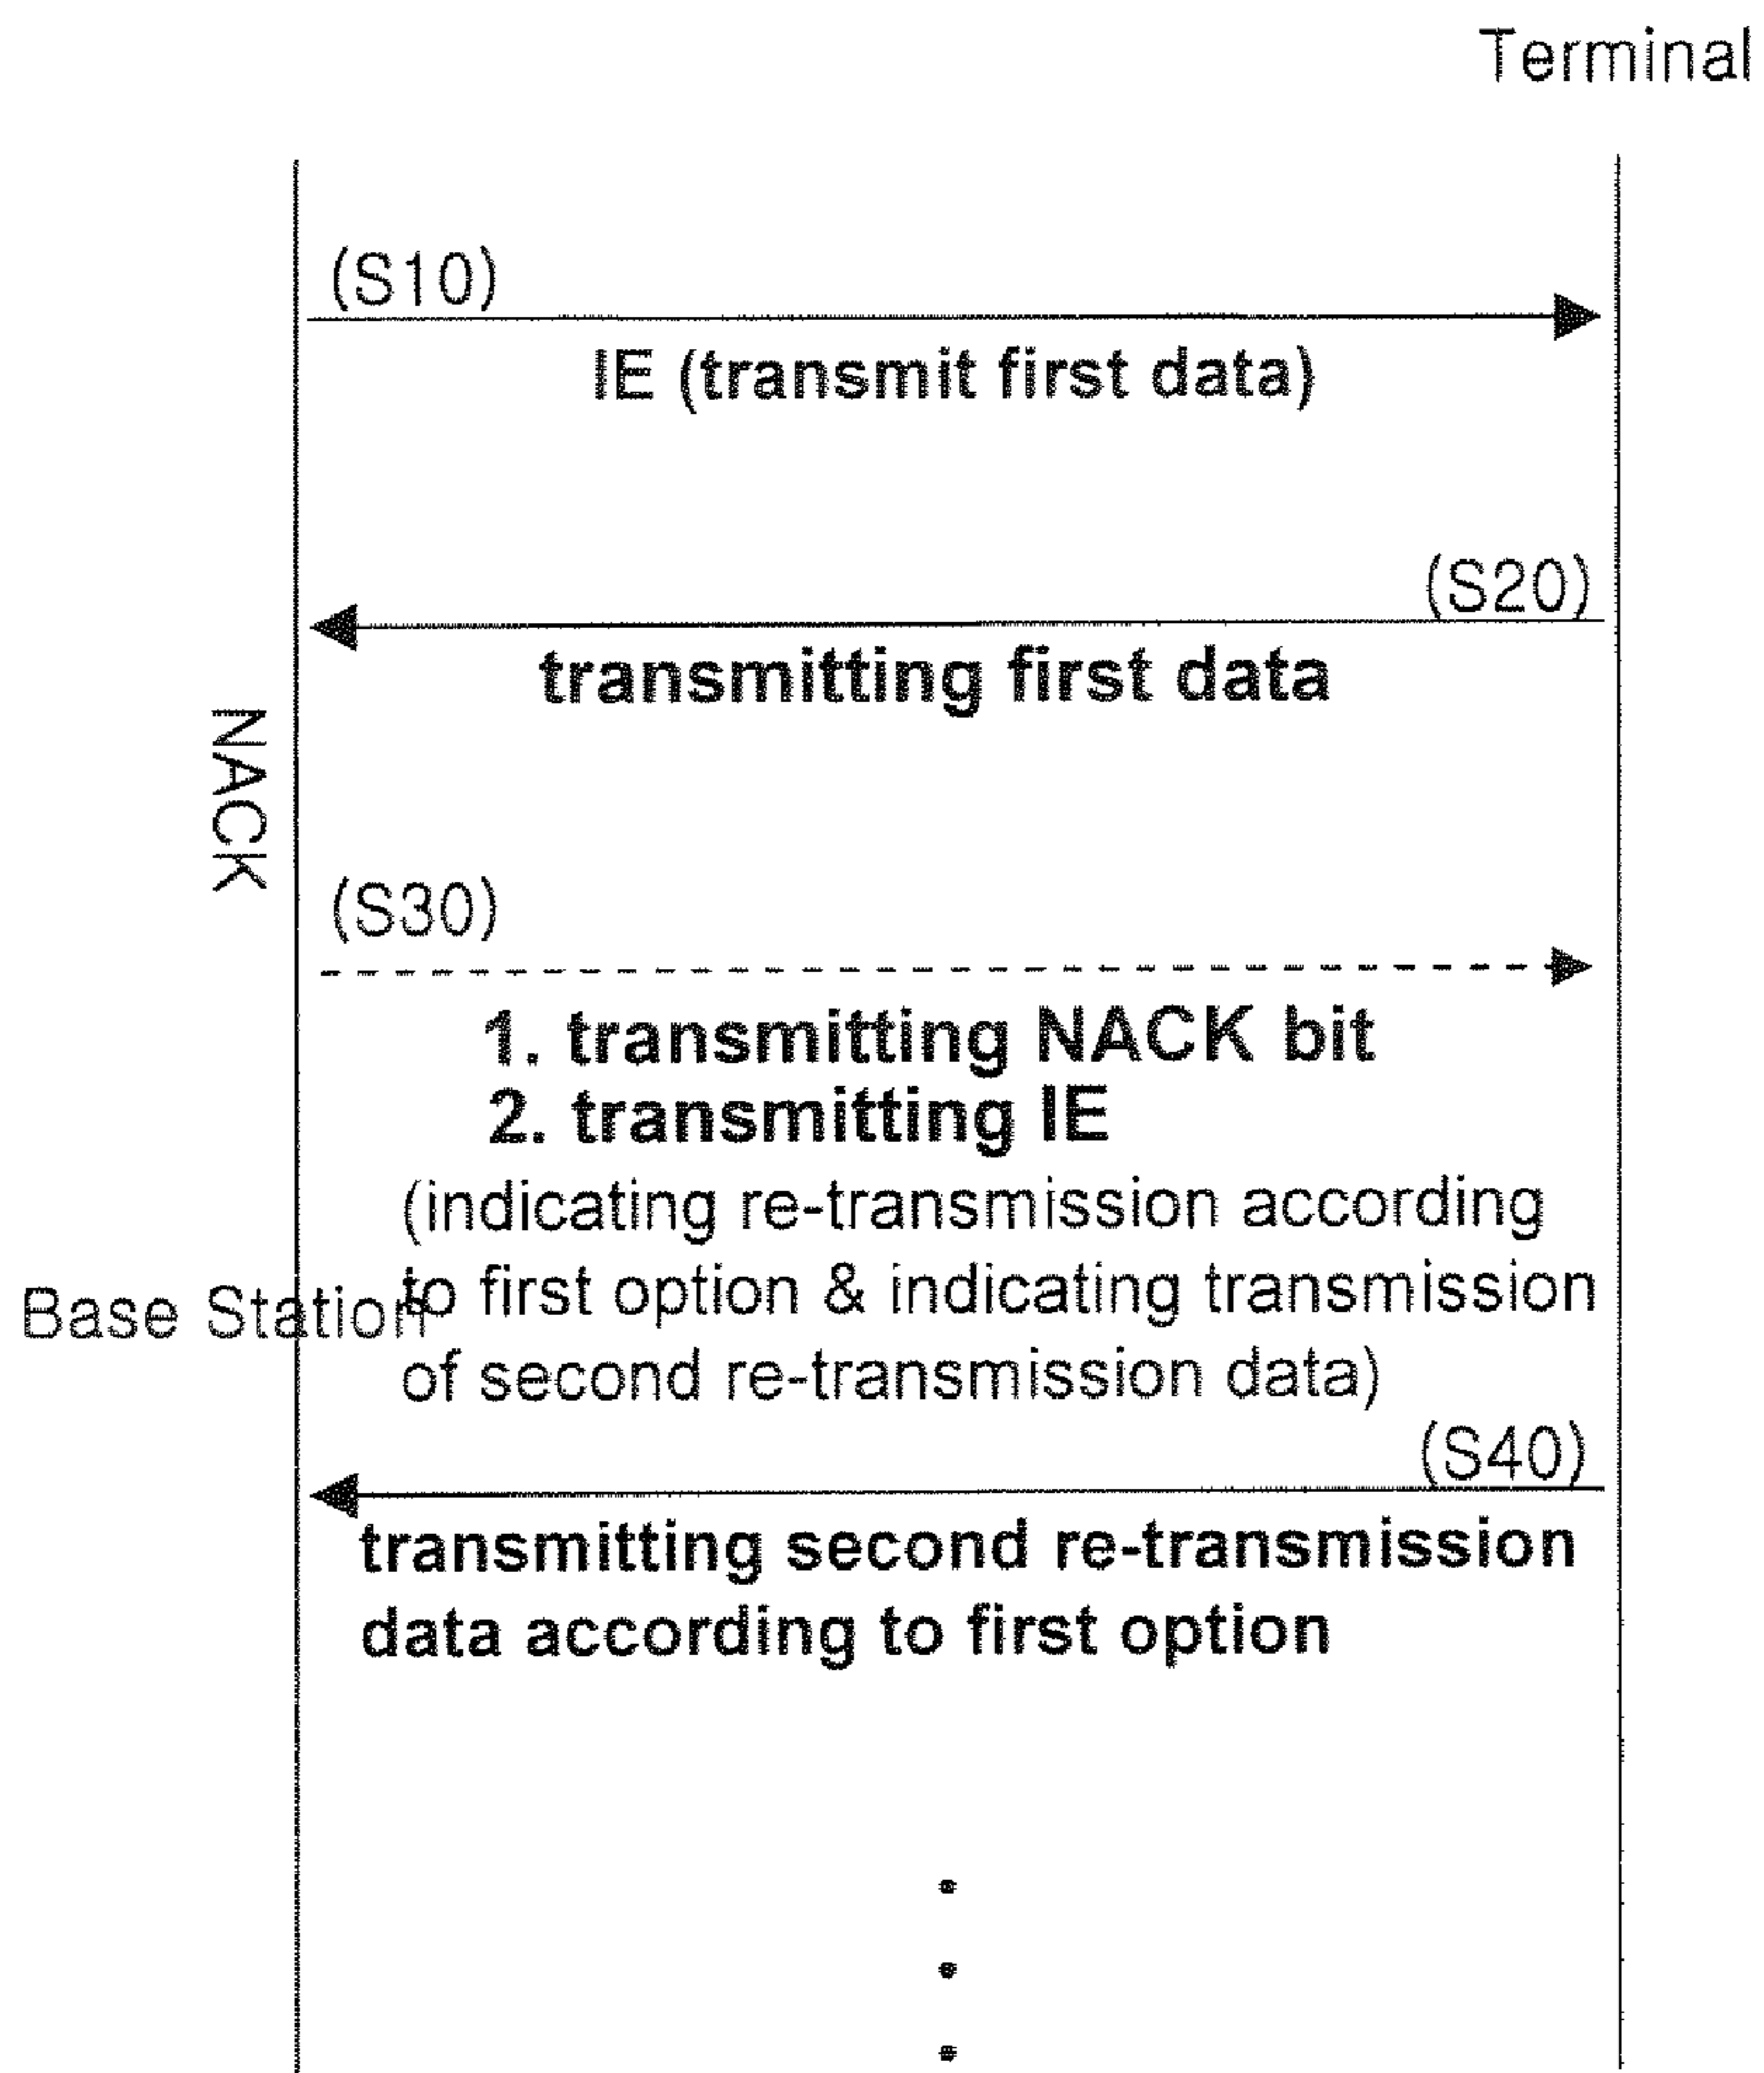 Terminal
(S10)
IE (transmit first data)
(S20)
transmitting first data
NACK
(S30)
1. transmitting NACK bit
2. transmitting IE
(indicating re-transmission according
to first option & indicating transmission
Base Station
of second re-transmission data)
(S40)
transmitting second re-transmission
data according to first option